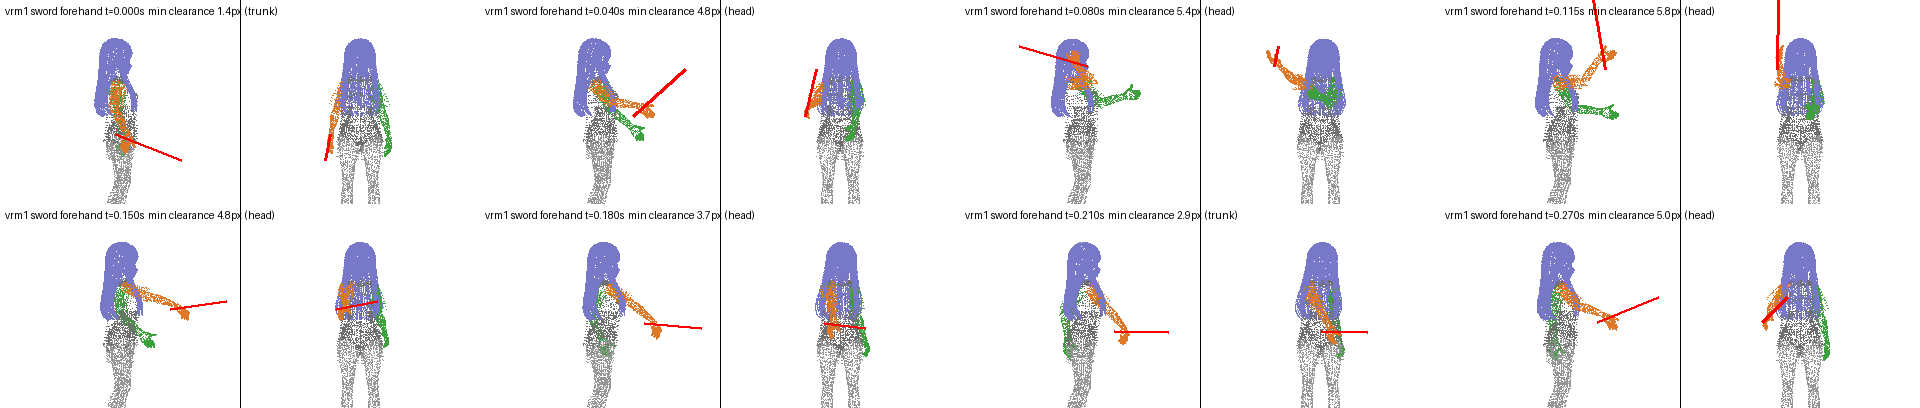 vrm1 sword forehand t=0.000s min clearance 1.4px (trunk)
vrm1 sword forehand t=0.040s min clearance 4.8px (head)
vrm1 sword forehand t=0.080s min clearance 5.4px (head)
vrm1 sword forehand t=0.115s min clearance 5.8px (head)
vrm1 sword forehand t=0.150s min clearance 4.8px (head)
vrm1 sword forehand t=0.180s min clearance 3.7px (head)
vrm1 sword forehand t=0.210s min clearance 2.9px (trunk)
vrm1 sword forehand t=0.270s min clearance 5.0px (head)